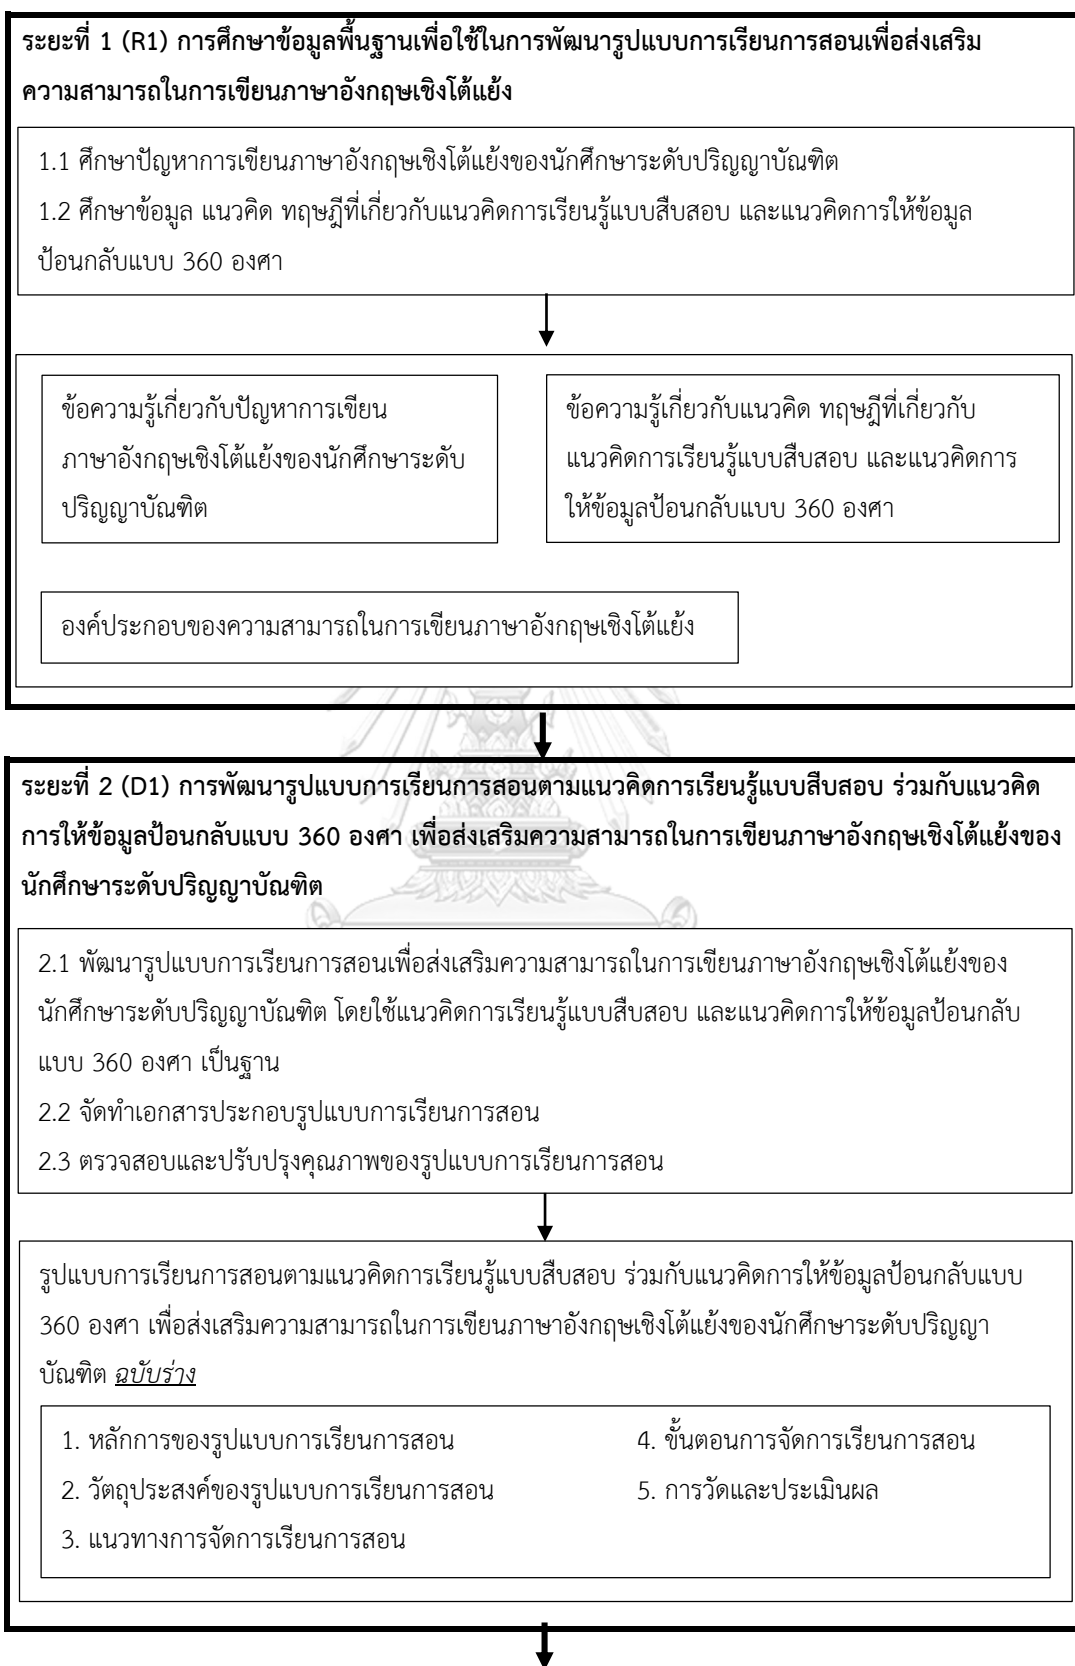 ระยะที่ 1 (R1) การศึกษาข้อมูลพื้นฐานเพื่อใช้ในการพัฒนารูปแบบการเรียนการสอนเพื่อส่งเสริม
ความสามารถในการเขียนภาษาอังกฤษเชิงโต้แย้ง
1.1 ศึกษาปัญหาการเขียนภาษาอังกฤษเชิงโต้แย้งของนักศึกษาระดับปริญญาบัณฑิต
1.2 ศึกษาข้อมูล แนวคิด ทฤษฎีที่เกี่ยวกับแนวคิดการเรียนรู้แบบสืบสอบ และแนวคิดการให้ข้อมูล
ป้อนกลับแบบ 360 องศา
ข้อความรู้เกี่ยวกับปัญหาการเขียน
ภาษาอังกฤษเชิงโต้แย้งของนักศึกษาระดับ
ปริญญาบัณฑิต
ข้อความรู้เกี่ยวกับแนวคิด ทฤษฎีที่เกี่ยวกับ
แนวคิดการเรียนรู้แบบสืบสอบ และแนวคิดการ
ให้ข้อมูลป้อนกลับแบบ 360 องศา
องค์ประกอบของความสามารถในการเขียนภาษาอังกฤษเชิงโต้แย้ง
ระยะที่ 2 (D1) การพัฒนารูปแบบการเรียนการสอนตามแนวคิดการเรียนรู้แบบสืบสอบ ร่วมกับแนวคิด
การให้ข้อมูลป้อนกลับแบบ 360 องศา เพื่อส่งเสริมความสามารถในการเขียนภาษาอังกฤษเชิงโต้แย้งของ
นักศึกษาระดับปริญญาบัณฑิต
2.1 พัฒนารูปแบบการเรียนการสอนเพื่อส่งเสริมความสามารถในการเขียนภาษาอังกฤษเชิงโต้แย้งของ
นักศึกษาระดับปริญญาบัณฑิต โดยใช้แนวคิดการเรียนรู้แบบสืบสอบ และแนวคิดการให้ข้อมูลป้อนกลับ
แบบ 360 องศา เป็นฐาน
2.2 จัดทำเอกสารประกอบรูปแบบการเรียนการสอน
2.3 ตรวจสอบและปรับปรุงคุณภาพของรูปแบบการเรียนการสอน
รูปแบบการเรียนการสอนตามแนวคิดการเรียนรู้แบบสืบสอบ ร่วมกับแนวคิดการให้ข้อมูลป้อนกลับแบบ
360 องศา เพื่อส่งเสริมความสามารถในการเขียนภาษาอังกฤษเชิงโต้แย้งของนักศึกษาระดับปริญญา
บัณฑิต ฉบับร่าง
1. หลักการของรูปแบบการเรียนการสอน
2. วัตถุประสงค์ของรูปแบบการเรียนการสอน
3. แนวทางการจัดการเรียนการสอน
4. ขั้นตอนการจัดการเรียนการสอน
5. การวัดและประเมินผล